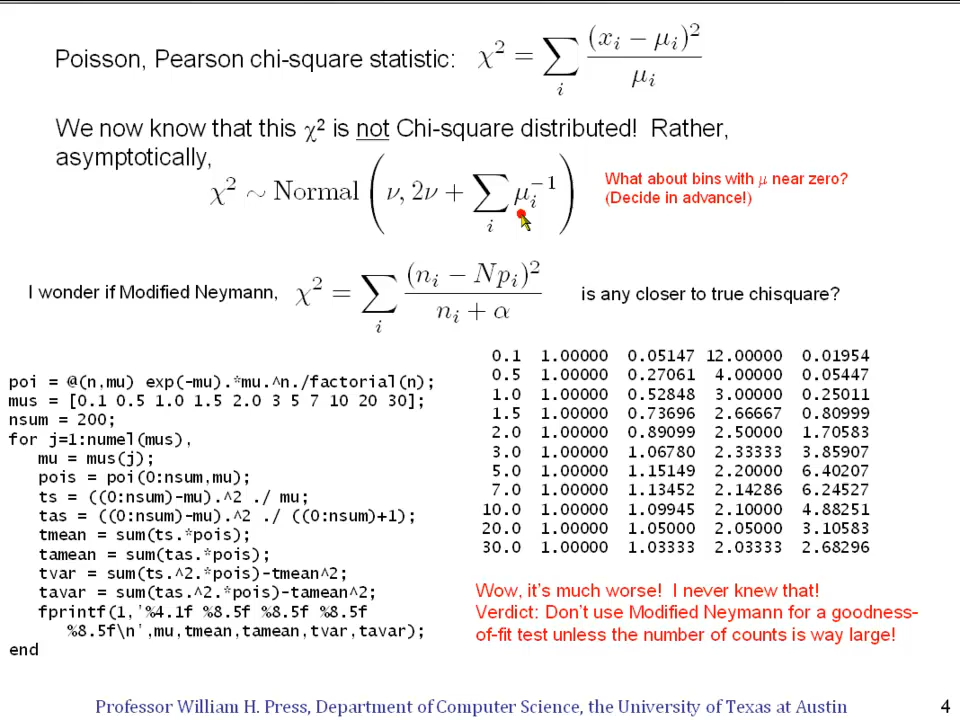 Poisson, Pearson chi-square statistic: χ² = ∑_i (x_i − μ_i)² / μ_i
We now know that this χ² is not Chi-square distributed! Rather,
asymptotically,
χ² ∼ Normal ( ν, 2ν + ∑_i μ_i⁻¹ )
What about bins with μ near zero?
(Decide in advance!)
I wonder if Modified Neymann, χ² = ∑_i (n_i − Np_i)² / (n_i + α) is any closer to true chisquare?
poi = @(n,mu) exp(-mu).*mu.^n./factorial(n);
mus = [0.1 0.5 1.0 1.5 2.0 3 5 7 10 20 30];
nsum = 200;
for j=1:numel(mus),
mu = mus(j);
pois = poi(0:nsum,mu);
ts = ((0:nsum)-mu).^2 ./ mu;
tas = ((0:nsum)-mu).^2 ./ ((0:nsum)+1);
tmean = sum(ts.*pois);
tamean = sum(tas.*pois);
tvar = sum(ts.^2.*pois)-tmean^2;
tavar = sum(tas.^2.*pois)-tamean^2;
fprintf(1,'%4.1f %8.5f %8.5f %8.5f
%8.5f\n',mu,tmean,tamean,tvar,tavar);
end
0.1 1.00000 0.05147 12.00000 0.01954
0.5 1.00000 0.27061 4.00000 0.05447
1.0 1.00000 0.52848 3.00000 0.25011
1.5 1.00000 0.73696 2.66667 0.80999
2.0 1.00000 0.89099 2.50000 1.70583
3.0 1.00000 1.06780 2.33333 3.85907
5.0 1.00000 1.15149 2.20000 6.40207
7.0 1.00000 1.13452 2.14286 6.24527
10.0 1.00000 1.09945 2.10000 4.88251
20.0 1.00000 1.05000 2.05000 3.10583
30.0 1.00000 1.03333 2.03333 2.68296
Wow, it's much worse! I never knew that!
Verdict: Don't use Modified Neymann for a goodness-
of-fit test unless the number of counts is way large!
Professor William H. Press, Department of Computer Science, the University of Texas at Austin
4